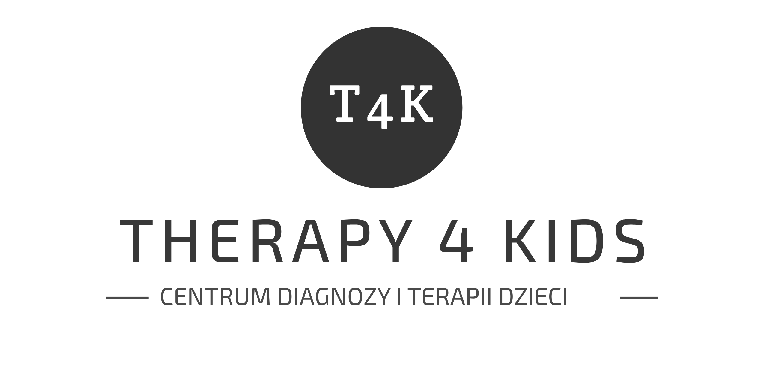 T4K
THERAPY 4 KIDS
CENTRUM DIAGNOZY I TERAPII DZIECI